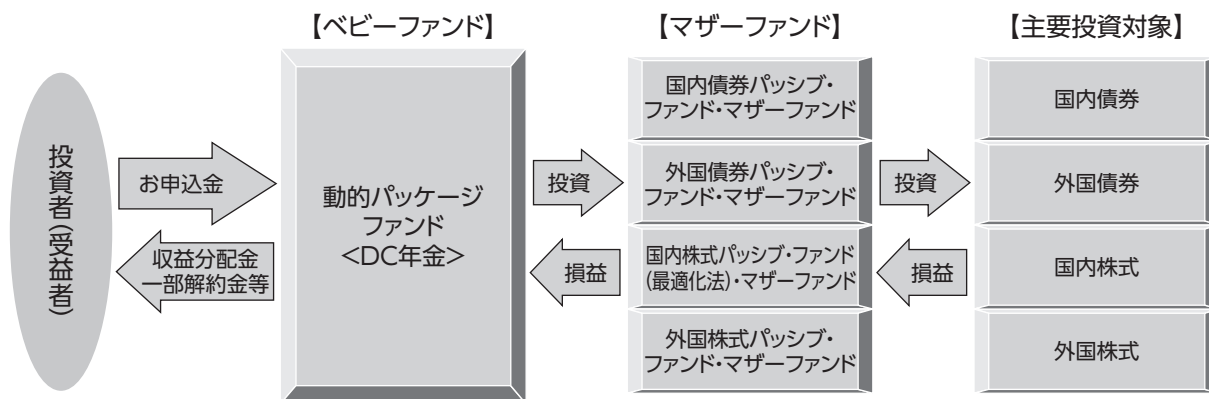 【ベビーファンド】
【マザーファンド】
【主要投資対象】
投資者(受益者)
お申込金
収益分配金
一部解約金等
動的パッケージ
ファンド
<DC年金>
投資
損益
国内債券パッシブ・
ファンド・マザーファンド
外国債券パッシブ・
ファンド・マザーファンド
国内株式パッシブ・ファンド
(最適化法)・マザーファンド
外国株式パッシブ・
ファンド・マザーファンド
投資
損益
国内債券
外国債券
国内株式
外国株式